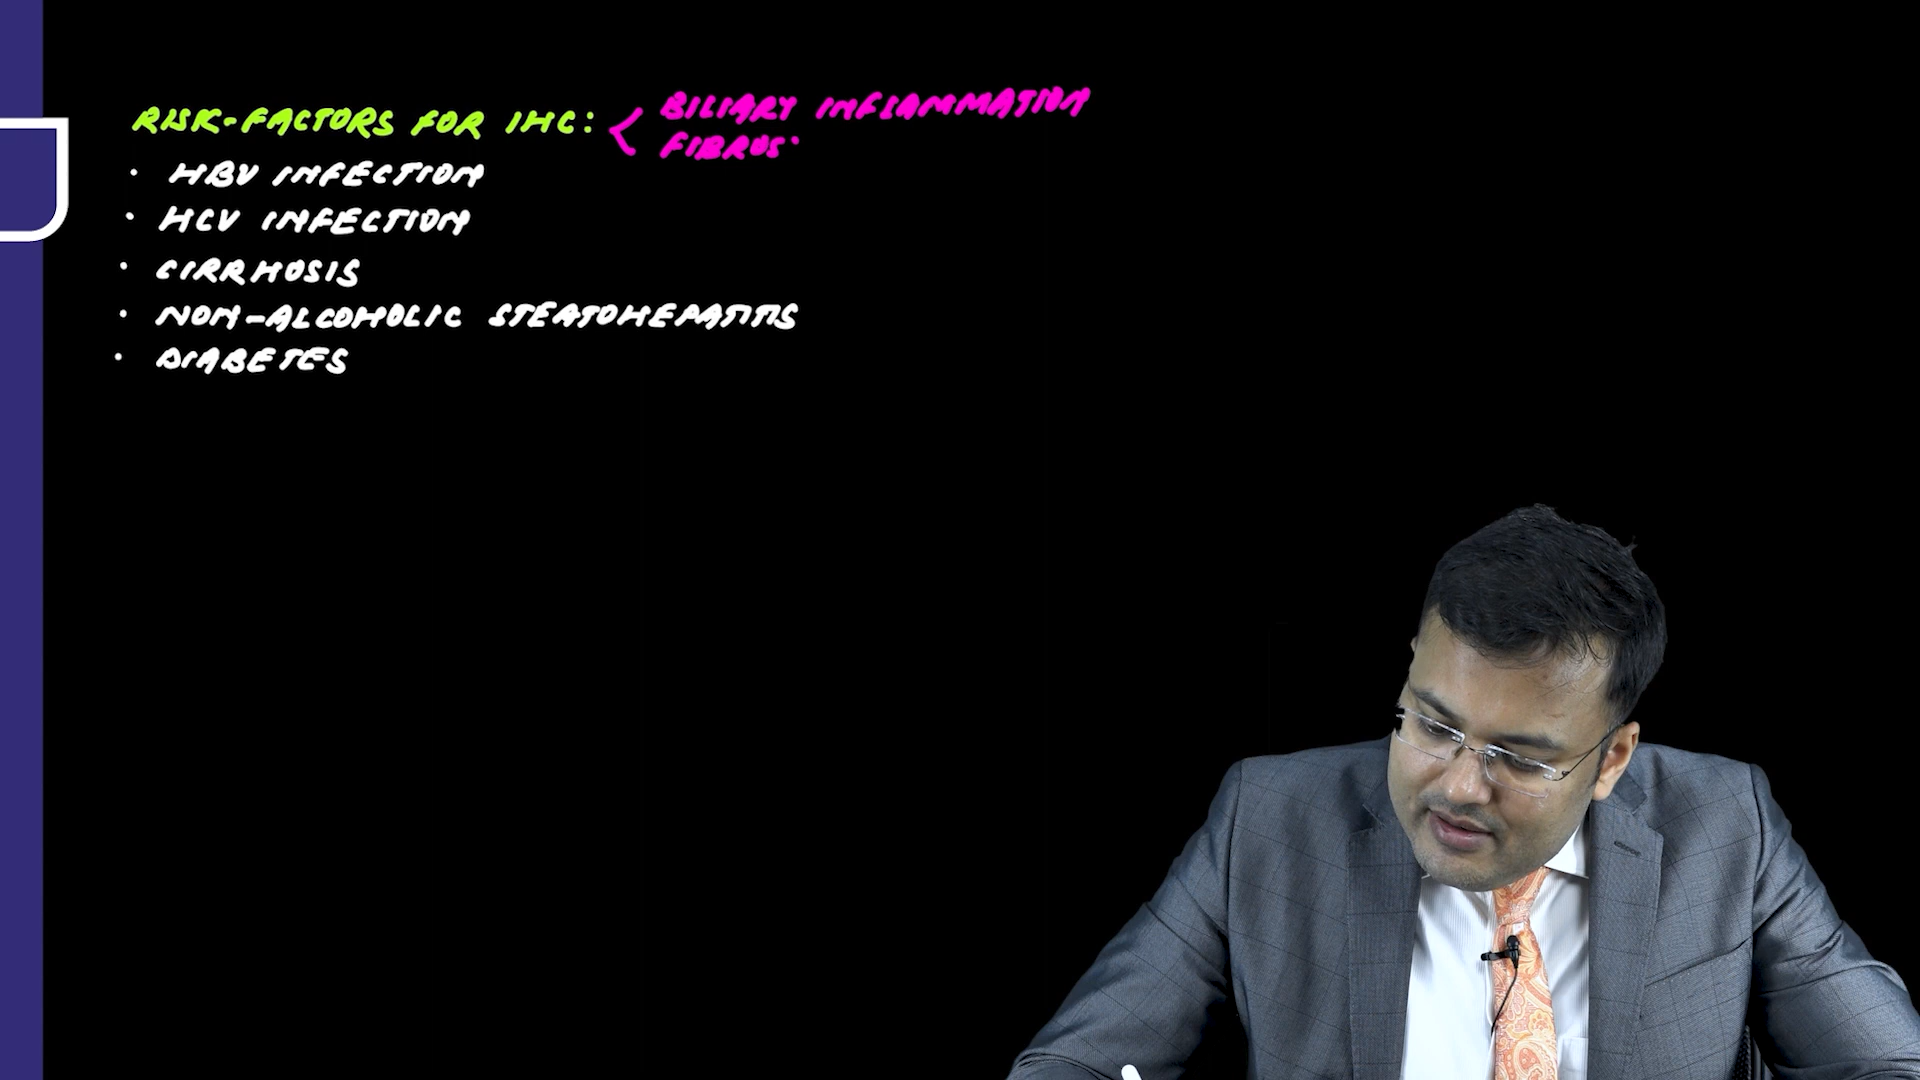 RISK-FACTORS FOR IHC: < BILIARY INFLAMMATION
FIBROS
• HBV INFECTION
• HCV INFECTION
• CIRRHOSIS
• NON-ALCOHOLIC STEATOHEPATITIS
• DIABETES